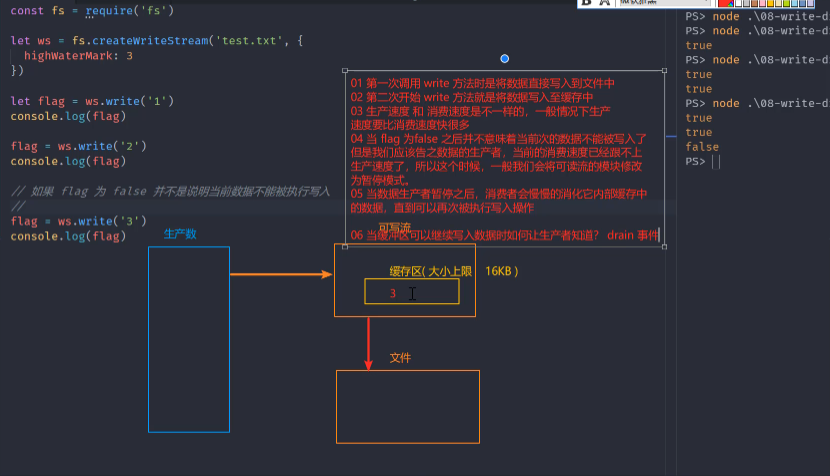 const fs = require('fs')
let ws = fs.createWriteStream('test.txt', {
highWaterMark: 3
})
let flag = ws.write('1')
console.log(flag)
flag = ws.write('2')
console.log(flag)
// 如果 flag 为 false 并不是说明当前数据不能被执行写入
//
flag = ws.write('3')
console.log(flag)
01 第一次调用 write 方法时是将数据直接写入到文件中
02 第二次开始 write 方法就是将数据写入至缓存中
03 生产速度 和 消费速度是不一样的，一般情况下生产
速度要比消费速度快很多
04 当 flag 为false 之后并不意味着当前次的数据不能被写入了
但是我们应该告之数据的生产者，当前的消费速度已经跟不上
生产速度了，所以这个时候，一般我们会将可读流的模块修改
为暂停模式。
05 当数据生产者暂停之后，消费者会慢慢的消化它内部缓存中
的数据，直到可以再次被执行写入操作
06 当缓冲区可以继续写入数据时如何让生产者知道？ drain 事件
生产数
可写流
缓存区( 大小上限 16KB )
3
文件
PS> node .\08-write-d
PS> node .\08-write-d
true
PS> node .\08-write-d
true
true
PS> node .\08-write-d
true
true
false
PS>
B A